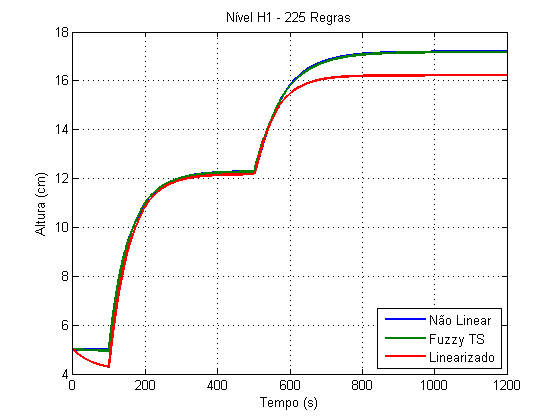 Nível H1 - 225 Regras
18
16
14
12
10
8
6
4
0
200
400
600
800
1000
1200
Altura (cm)
Tempo (s)
Não Linear
Fuzzy TS
Linearizado